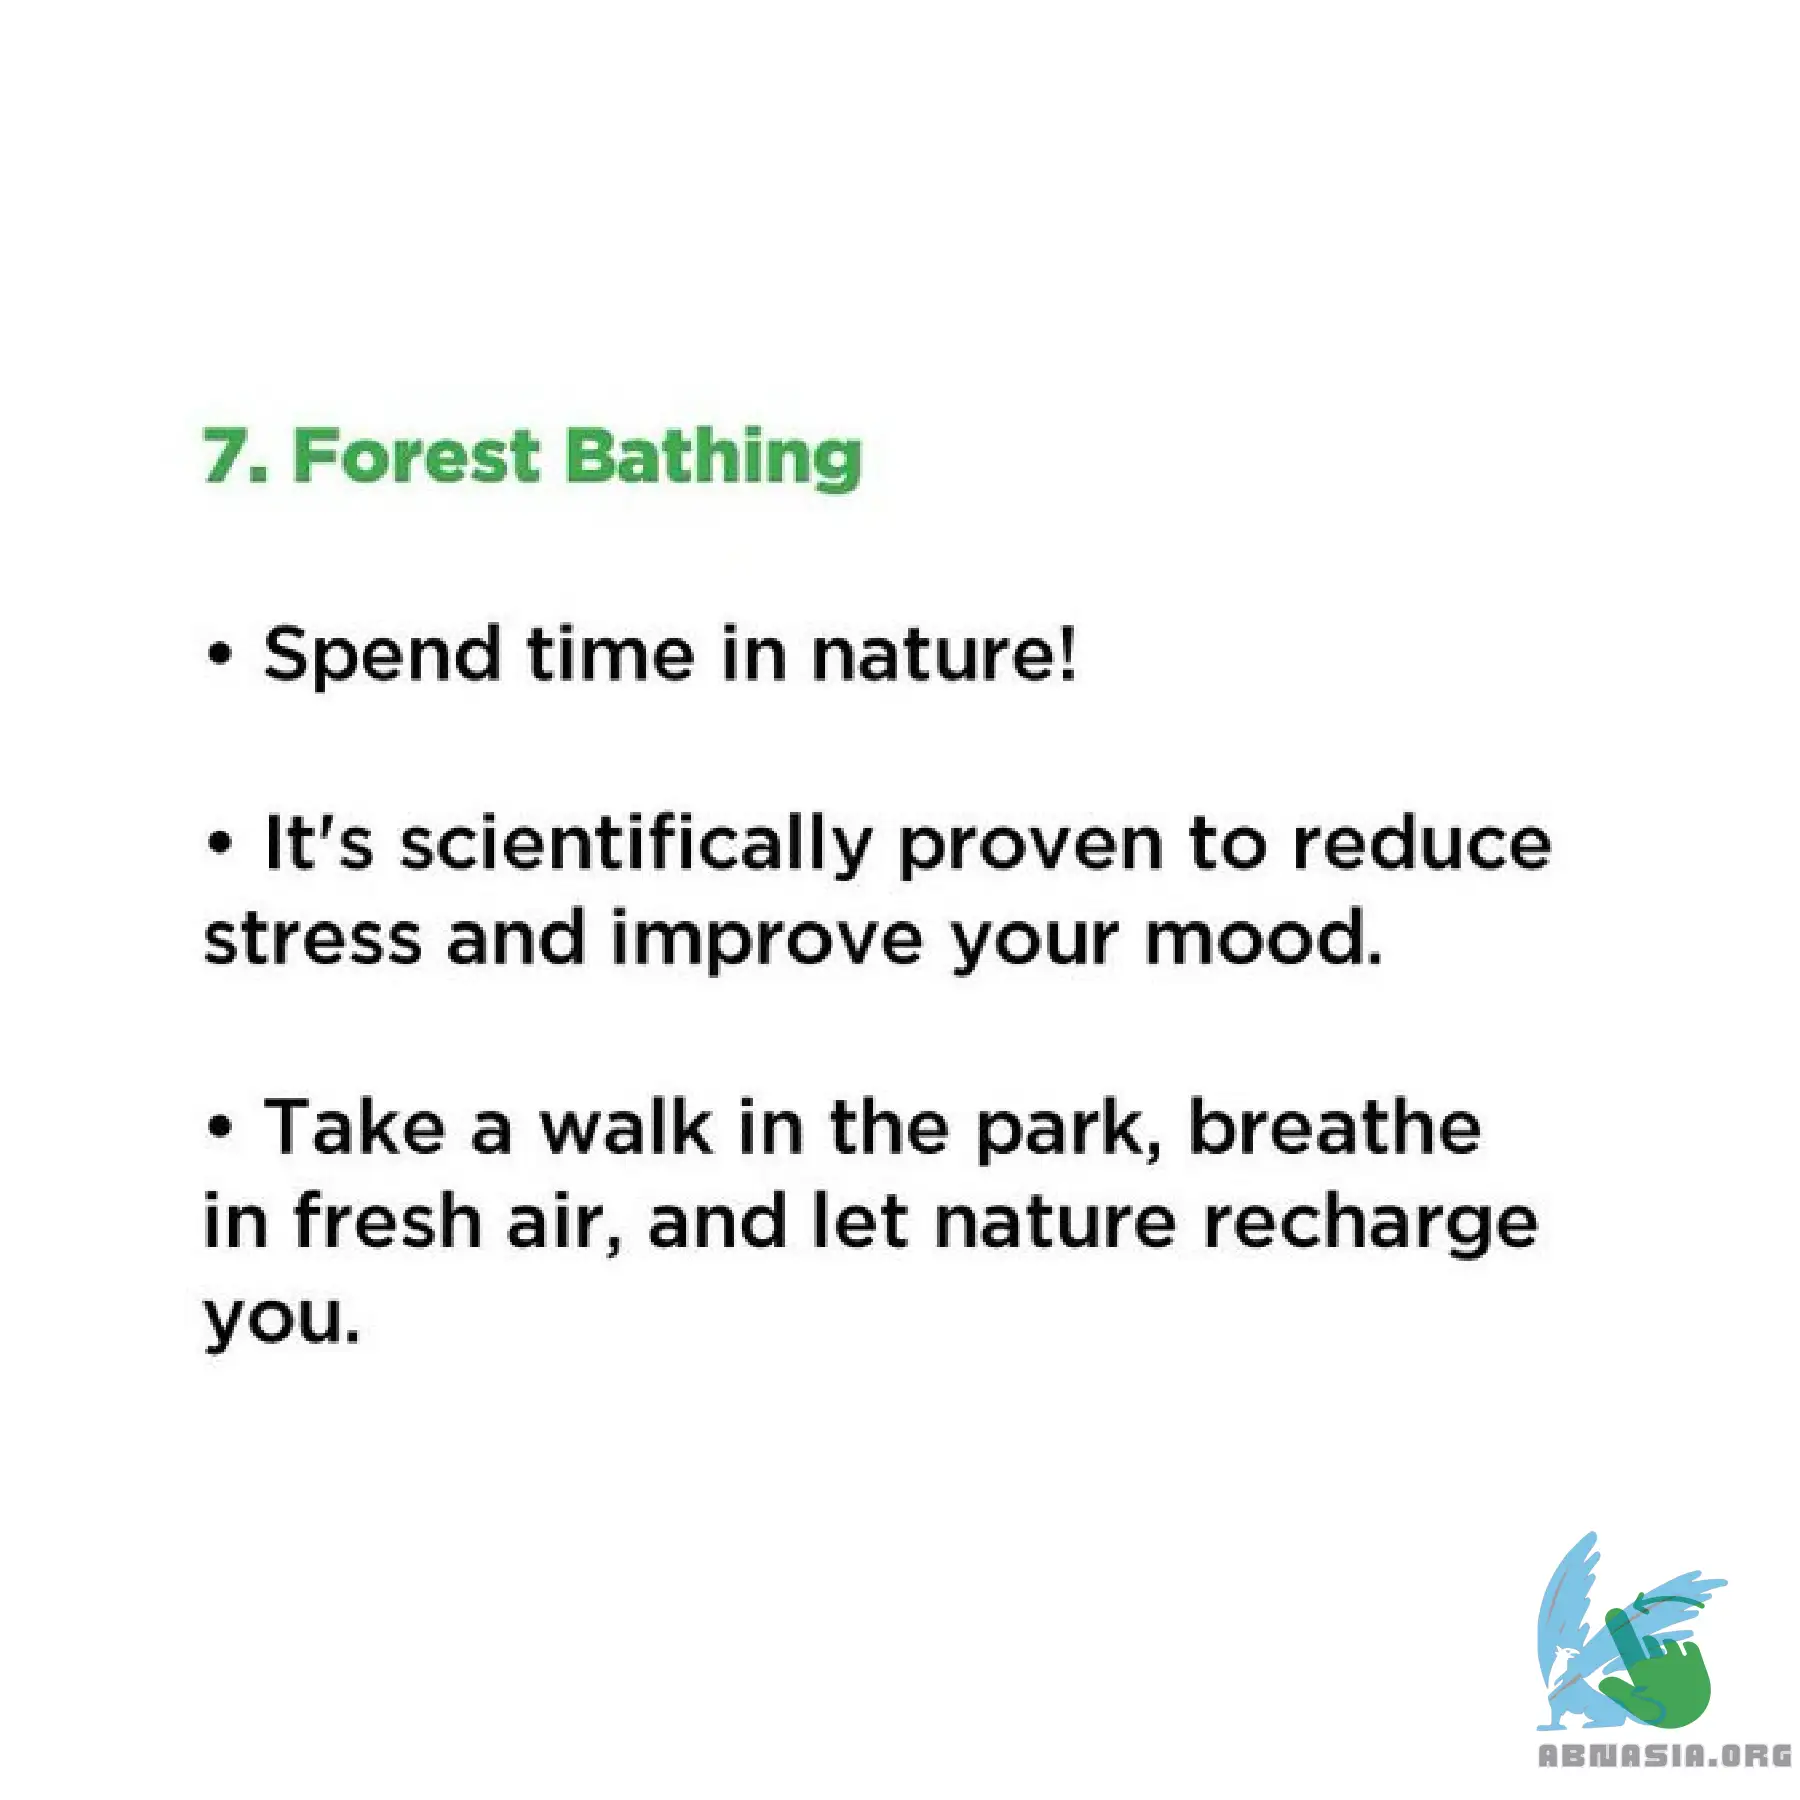 7. Forest Bathing
• Spend time in nature!
• It's scientifically proven to reduce
stress and improve your mood.
• Take a walk in the park, breathe
in fresh air, and let nature recharge
you.
ABNASIA.ORG